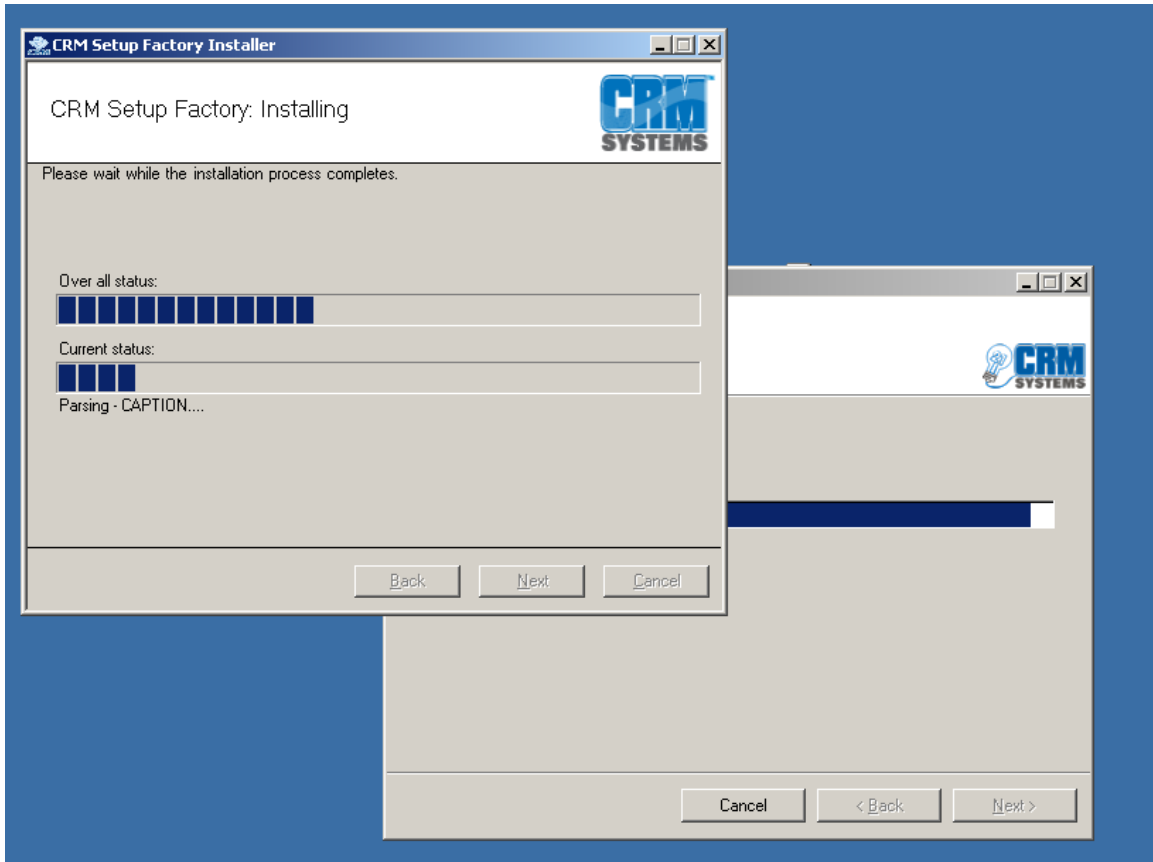 CRM Setup Factory Installer
CRM Setup Factory: Installing
CRM
SYSTEMS
Please wait while the installation process completes.
Over all status:
Current status:
Parsing - CAPTION....
Back Next Cancel
CRM
SYSTEMS
Cancel < Back Next >